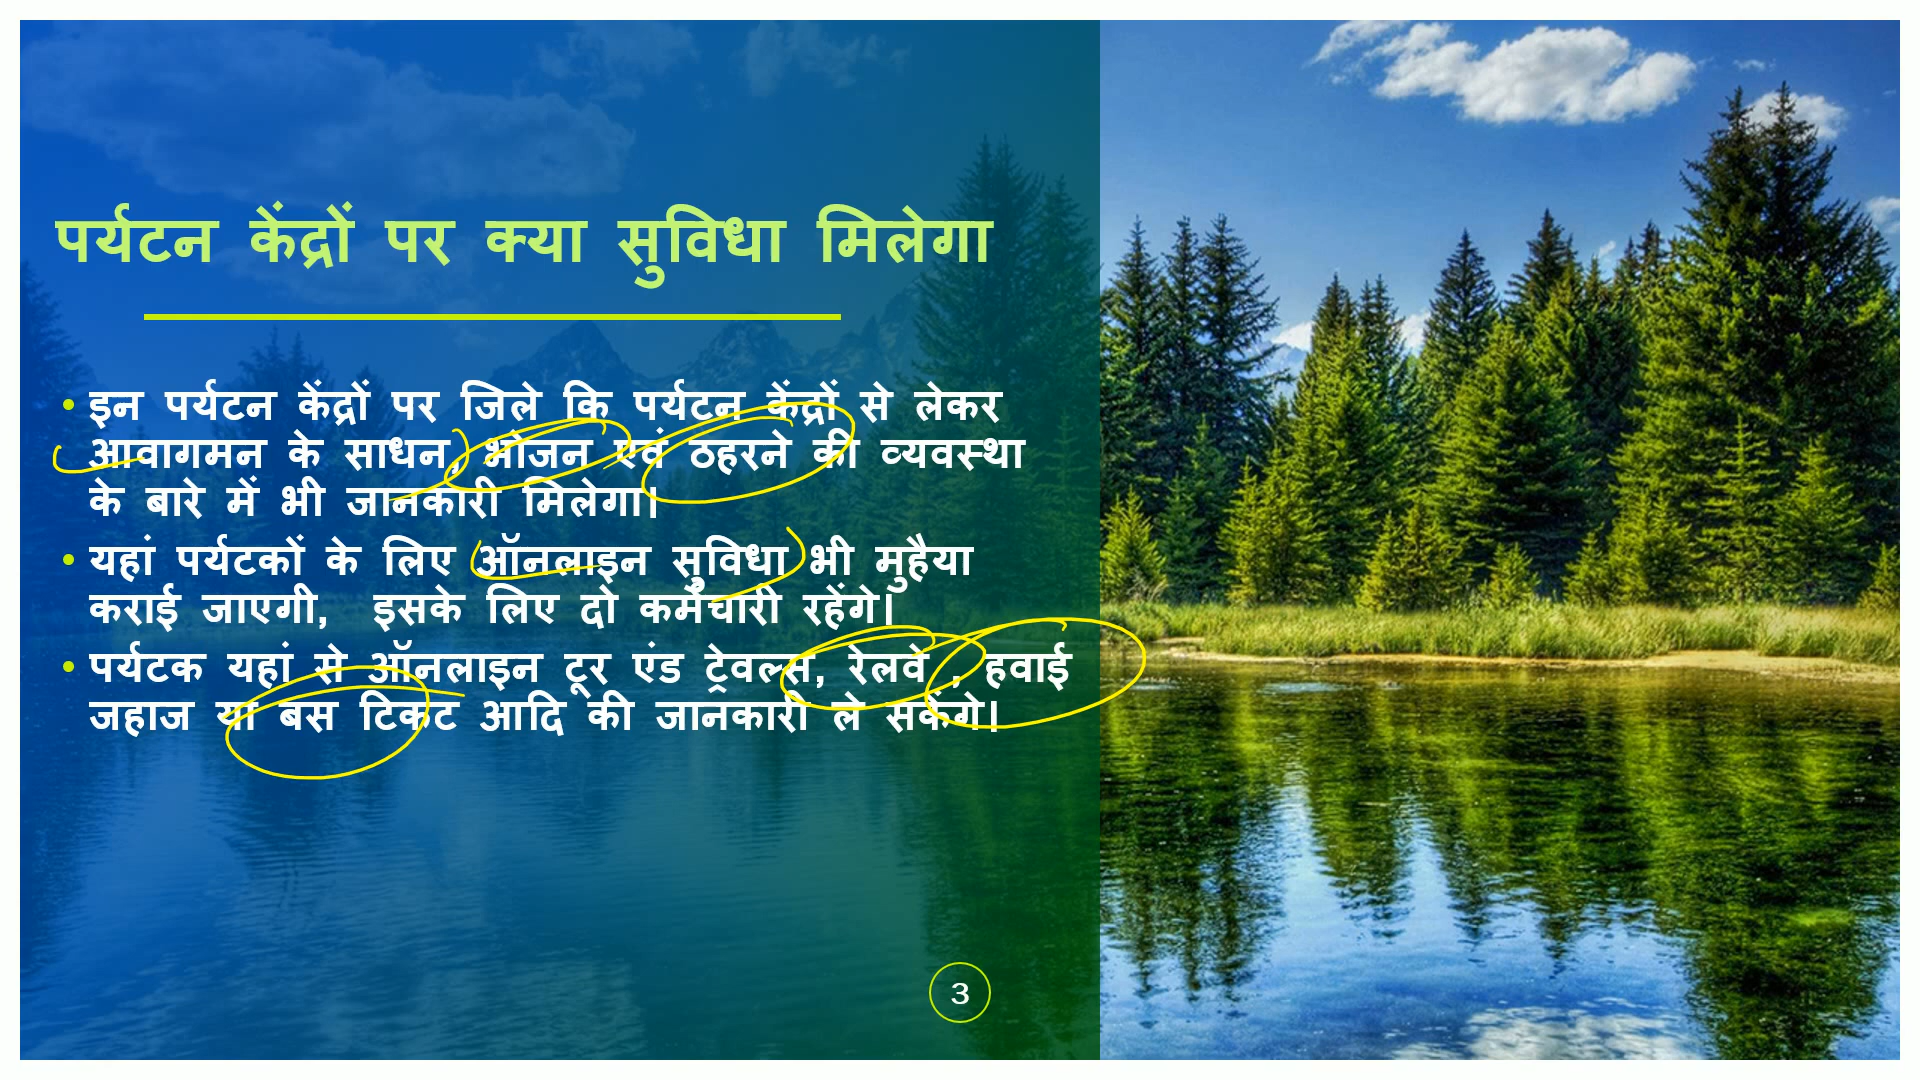 पर्यटन केंद्रों पर क्या सुविधा मिलेगा
• इन पर्यटन केंद्रों पर जिले कि पर्यटन केंद्रों से लेकर
आवागमन के साधन, भोजन एवं ठहरने की व्यवस्था
के बारे में भी जानकारी मिलेगा|
• यहां पर्यटकों के लिए ऑनलाइन सुविधा भी मुहैया
कराई जाएगी, इसके लिए दो कर्मचारी रहेंगे|
• पर्यटक यहां से ऑनलाइन टूर एंड ट्रेवल्स, रेलवे , हवाई
जहाज या बस टिकट आदि की जानकारी ले सकेंगे|
3